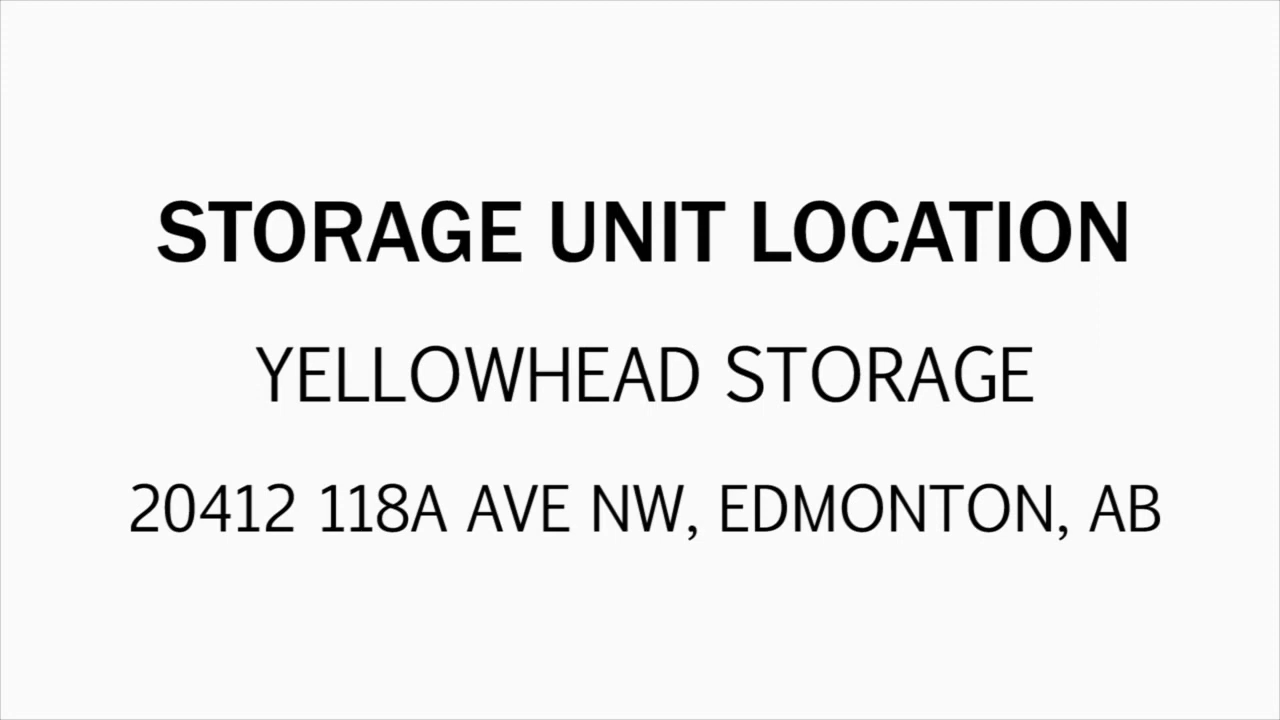 STORAGE UNIT LOCATION
YELLOWHEAD STORAGE
20412 118A AVE NW, EDMONTON, AB